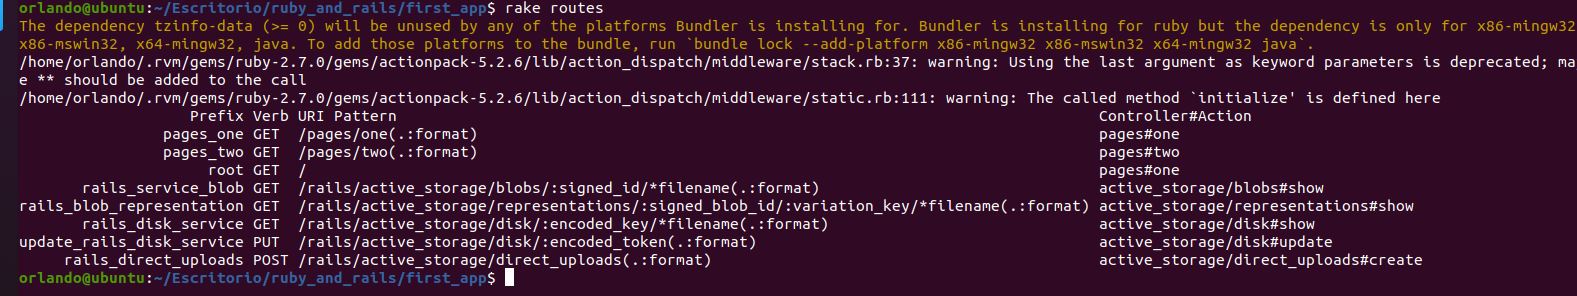 orlando@ubuntu:~/Escritorio/ruby_and_rails/first_app$ rake routes
The dependency tzinfo-data (>= 0) will be unused by any of the platforms Bundler is installing for. Bundler is installing for ruby but the dependency is only for x86-mingw32
x86-mswin32, x64-mingw32, java. To add those platforms to the bundle, run `bundle lock --add-platform x86-mingw32 x86-mswin32 x64-mingw32 java`.
/home/orlando/.rvm/gems/ruby-2.7.0/gems/actionpack-5.2.6/lib/action_dispatch/middleware/stack.rb:37: warning: Using the last argument as keyword parameters is deprecated; ma
e ** should be added to the call
/home/orlando/.rvm/gems/ruby-2.7.0/gems/actionpack-5.2.6/lib/action_dispatch/middleware/static.rb:111: warning: The called method `initialize' is defined here
Prefix Verb URI Pattern Controller#Action
pages_one GET /pages/one(.:format) pages#one
pages_two GET /pages/two(.:format) pages#two
root GET / pages#one
rails_service_blob GET /rails/active_storage/blobs/:signed_id/*filename(.:format) active_storage/blobs#show
rails_blob_representation GET /rails/active_storage/representations/:signed_blob_id/:variation_key/*filename(.:format) active_storage/representations#show
rails_disk_service GET /rails/active_storage/disk/:encoded_key/*filename(.:format) active_storage/disk#show
update_rails_disk_service PUT /rails/active_storage/disk/:encoded_token(.:format) active_storage/disk#update
rails_direct_uploads POST /rails/active_storage/direct_uploads(.:format) active_storage/direct_uploads#create
orlando@ubuntu:~/Escritorio/ruby_and_rails/first_app$